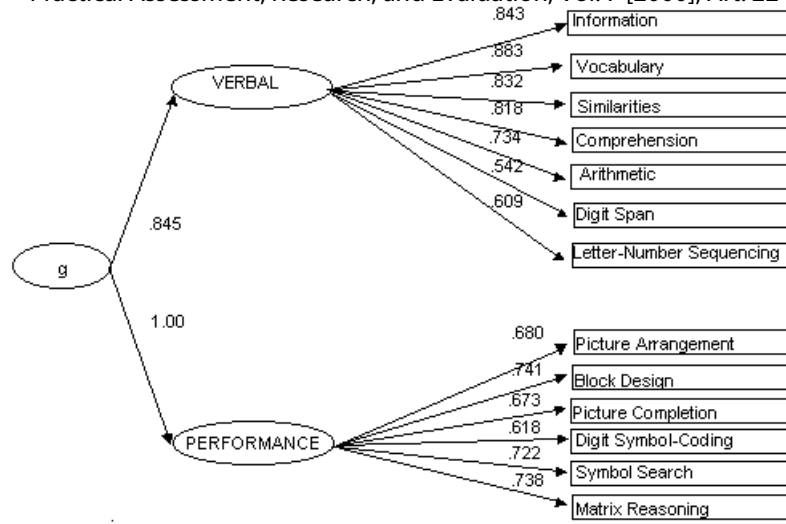 Practical Assessment, Research, and Evaluation, Vol. 7 [2000], Art. 22
.843
Information
.883
VERBAL
Vocabulary
.832
Similarities
.818
Comprehension
.734
Arithmetic
.542
Digit Span
.609
.845
Letter-Number Sequencing
g
1.00
.680
Picture Arrangement
.741
Block Design
.673
Picture Completion
.618
PERFORMANCE
Digit Symbol-Coding
.722
Symbol Search
.738
Matrix Reasoning